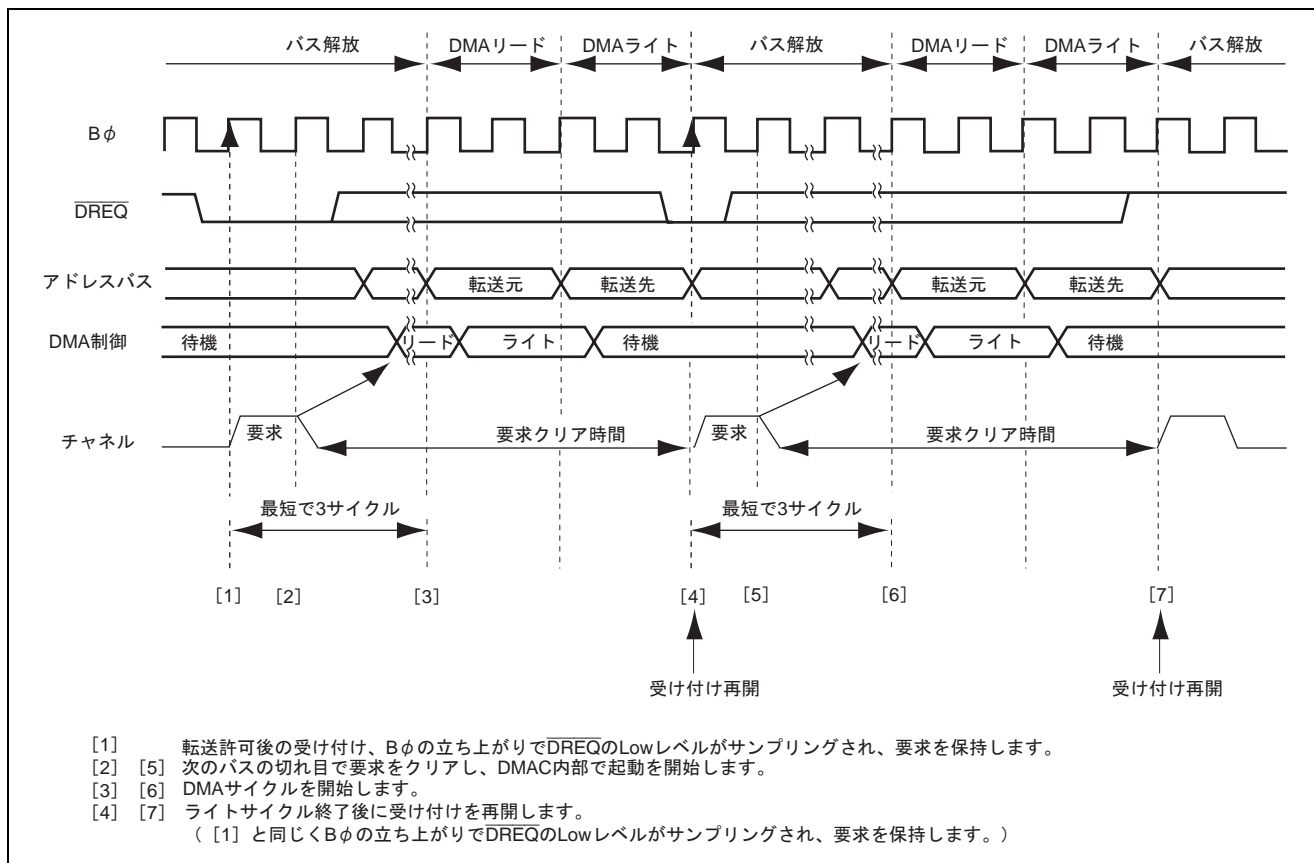 バス解放 DMAリード DMAライト バス解放 DMAリード DMAライト バス解放
Bφ
DREQ
アドレスバス 転送元 転送先 転送元 転送先
DMA制御 待機 リード ライト 待機 リード ライト 待機
チャネル 要求 要求クリア時間 要求 要求クリア時間
最短で3サイクル 最短で3サイクル
[1] [2] [3] [4] [5] [6] [7]
受け付け再開 受け付け再開
[1] 転送許可後の受け付け、Bφの立ち上がりでDREQのLowレベルがサンプリングされ、要求を保持します。
[2] [5] 次のバスの切れ目で要求をクリアし、DMAC内部で起動を開始します。
[3] [6] DMAサイクルを開始します。
[4] [7] ライトサイクル終了後に受け付けを再開します。
([1]と同じくBφの立ち上がりでDREQのLowレベルがサンプリングされ、要求を保持します。)